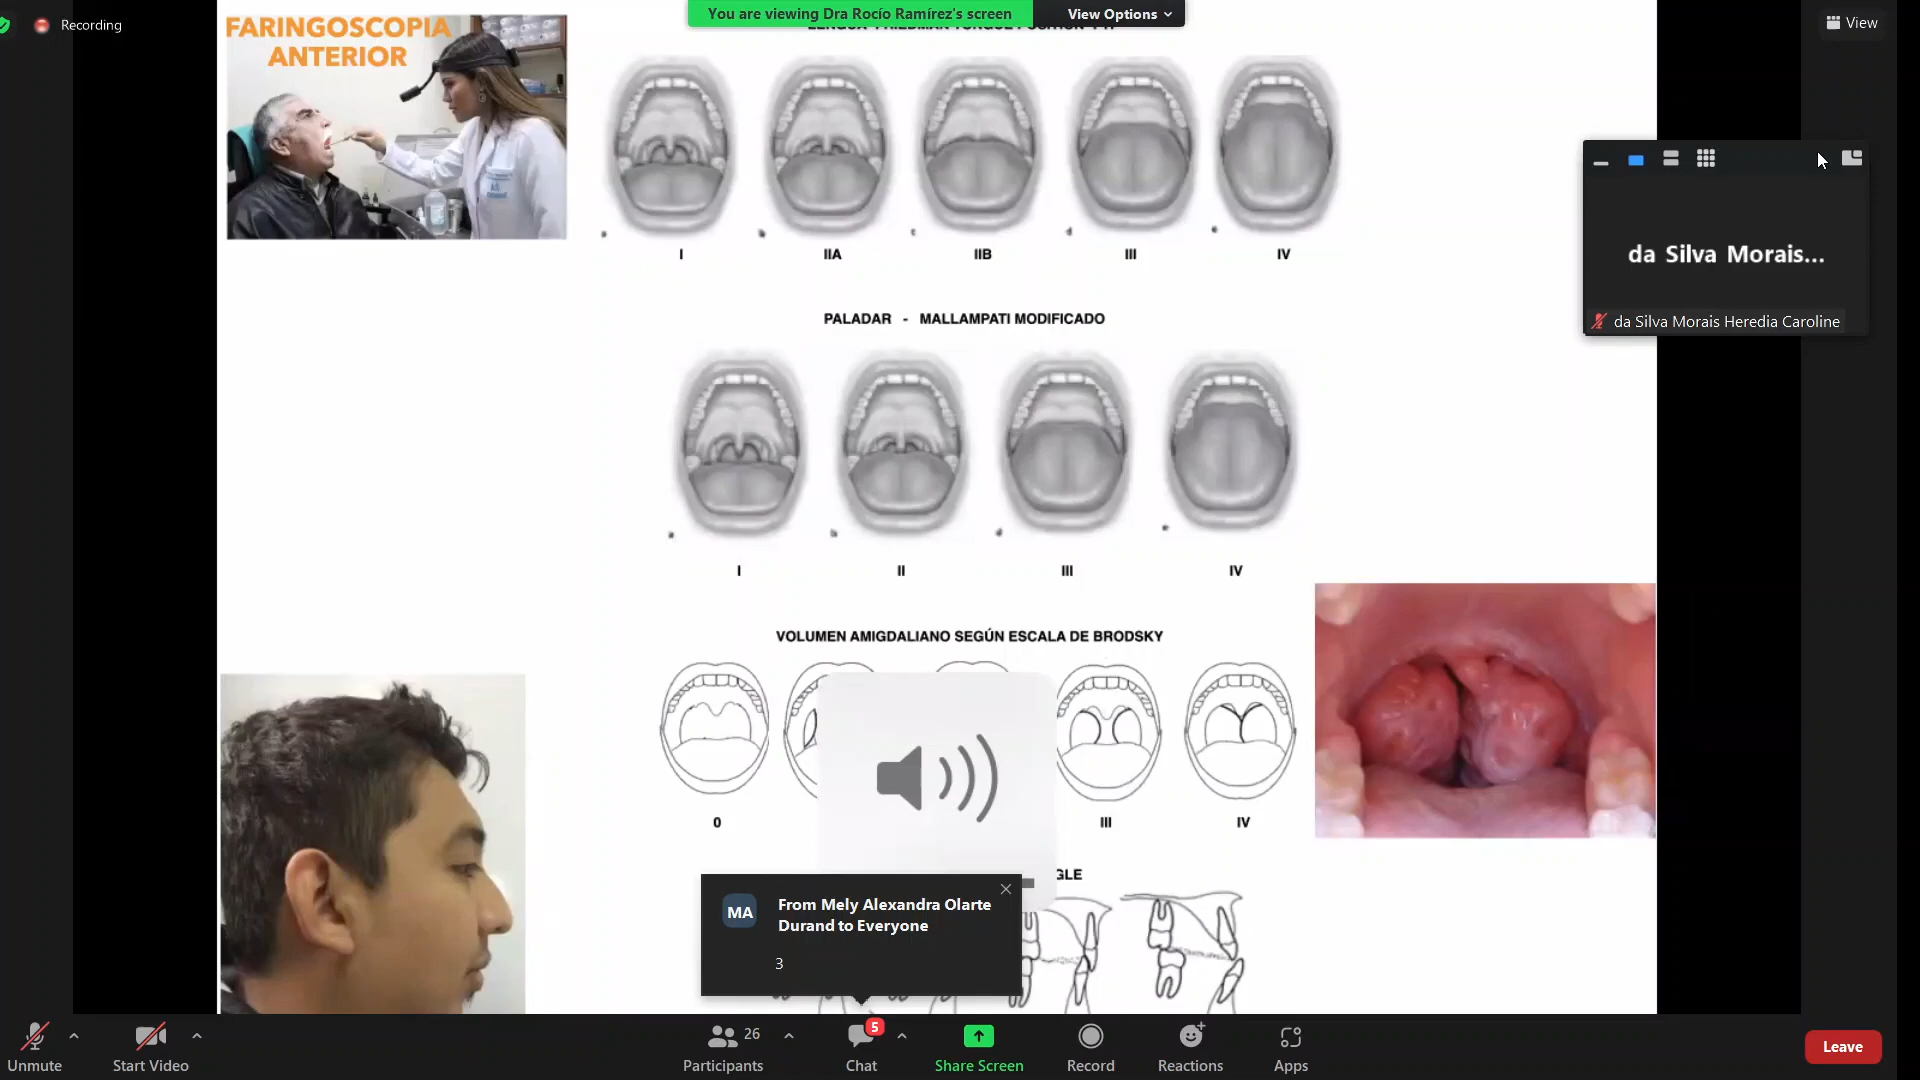 You are viewing Dra Rocío Ramírez's screen
View Options
Recording
View
FARINGOSCOPIA
ANTERIOR
I
IIA
IIB
III
IV
da Silva Morais...
da Silva Morais Heredia Caroline
PALADAR - MALLAMPATI MODIFICADO
I
II
III
IV
VOLUMEN AMIGDALIANO SEGÚN ESCALA DE BRODSKY
0
III
IV
GLE
MA
From Mely Alexandra Olarte
Durand to Everyone
3
Unmute
Start Video
26
Participants
5
Chat
Share Screen
Record
Reactions
Apps
Leave